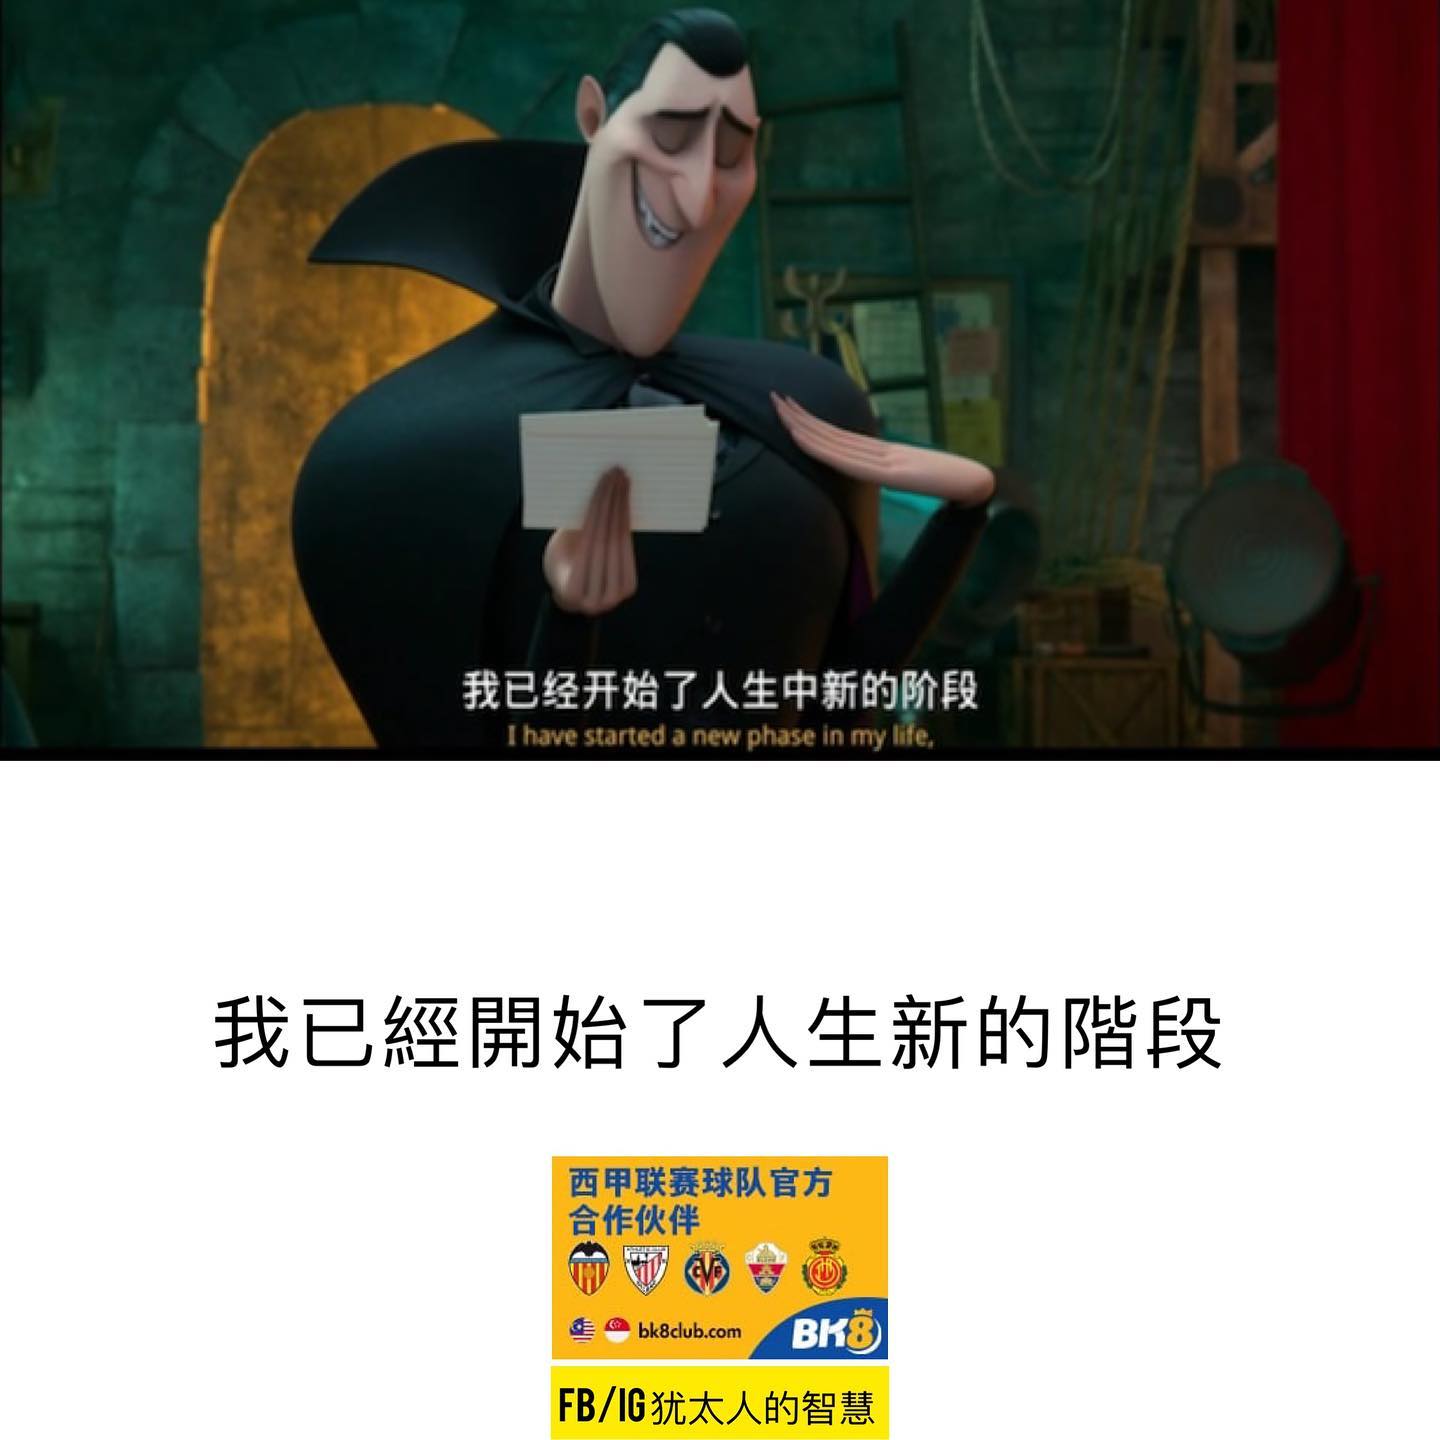 我已经开始了人生中新的阶段
I have started a new phase in my life,
我已經開始了人生新的階段
西甲联赛球队官方
合作伙伴
bk8club.com
BK8
FB/IG犹太人的智慧